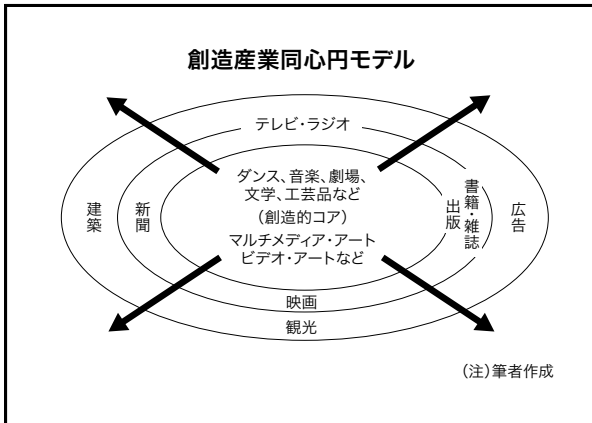 創造産業同心円モデル
テレビ・ラジオ
ダンス、音楽、劇場、
文学、工芸品など
(創造的コア)
マルチメディア・アート
ビデオ・アートなど
建築
新聞
書籍・雑誌
出版
広告
映画
観光
(注)筆者作成